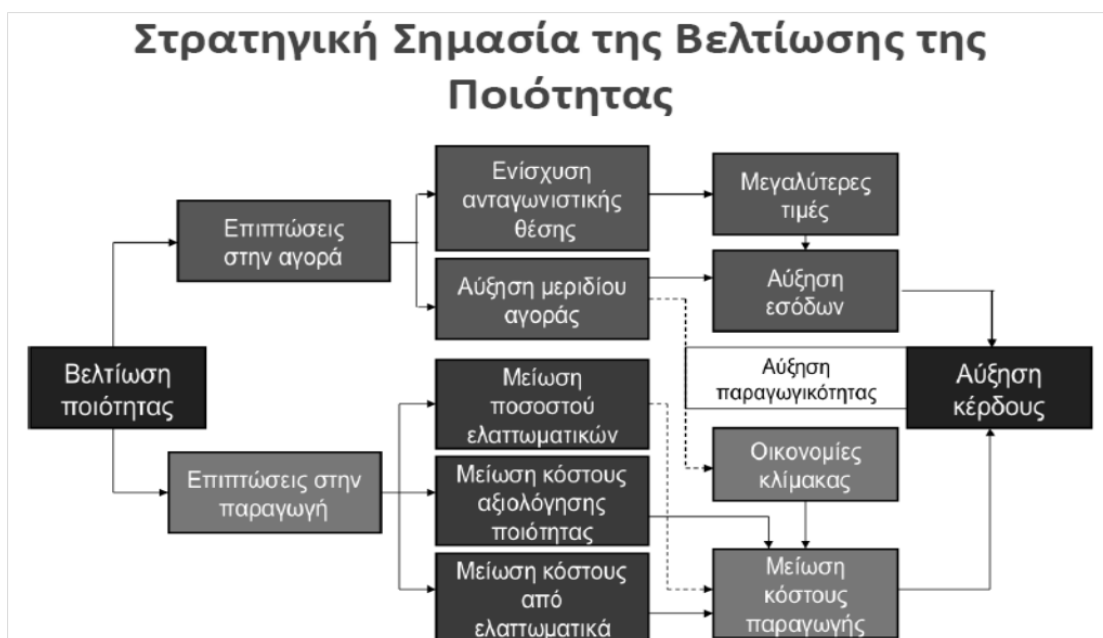 Στρατηγική Σημασία της Βελτίωσης της
Ποιότητας
Ενίσχυση
ανταγωνιστικής
θέσης
Μεγαλύτερες
τιμές
Επιπτώσεις
στην αγορά
Αύξηση μεριδίου
αγοράς
Αύξηση
εσόδων
Βελτίωση
ποιότητας
Μείωση
ποσοστού
ελαττωματικών
Αύξηση
παραγωγικότητας
Αύξηση
κέρδους
Επιπτώσεις στην
παραγωγή
Μείωση κόστους
αξιολόγησης
ποιότητας
Οικονομίες
κλίμακας
Μείωση κόστους
από
ελαττωματικά
Μείωση
κόστους
παραγωγής